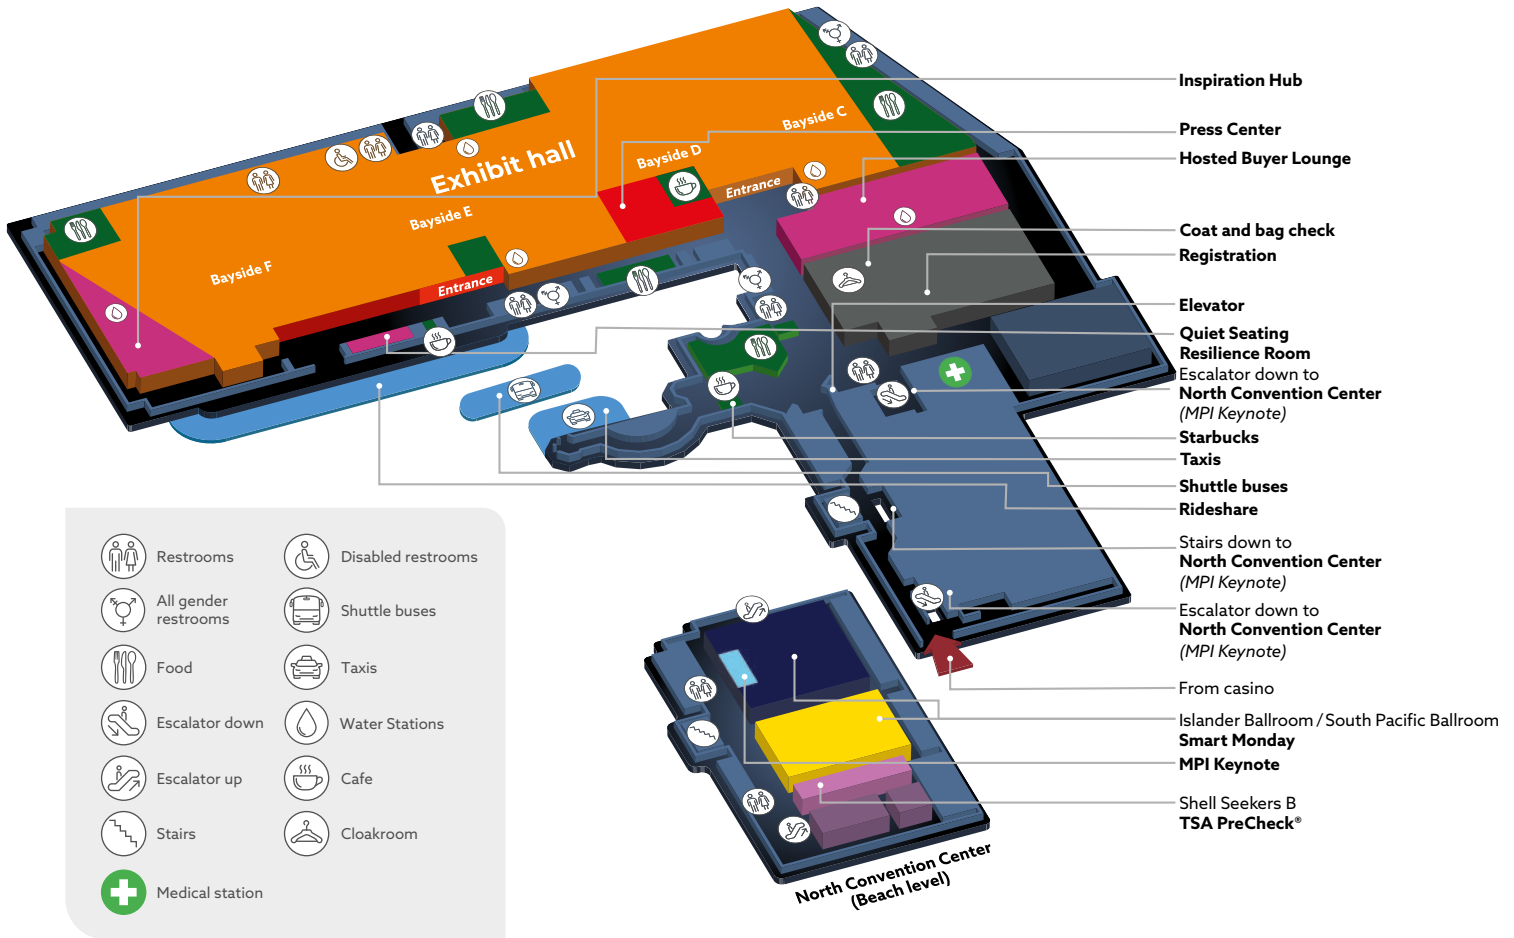 Inspiration Hub
Bayside C
Press Center
Exhibit hall
Bayside D
Hosted Buyer Lounge
Entrance
Bayside E
Coat and bag check
Registration
Bayside F
Entrance
Elevator
Quiet Seating
Resilience Room
Escalator down to
North Convention Center
(MPI Keynote)
Starbucks
Taxis
Shuttle buses
Rideshare
Stairs down to
North Convention Center
(MPI Keynote)
Escalator down to
North Convention Center
(MPI Keynote)
From casino
Islander Ballroom / South Pacific Ballroom
Smart Monday
MPI Keynote
Shell Seekers B
TSA PreCheck®
North Convention Center
(Beach level)
Restrooms
Disabled restrooms
All gender
restrooms
Shuttle buses
Food
Taxis
Escalator down
Water Stations
Escalator up
Cafe
Stairs
Cloakroom
Medical station